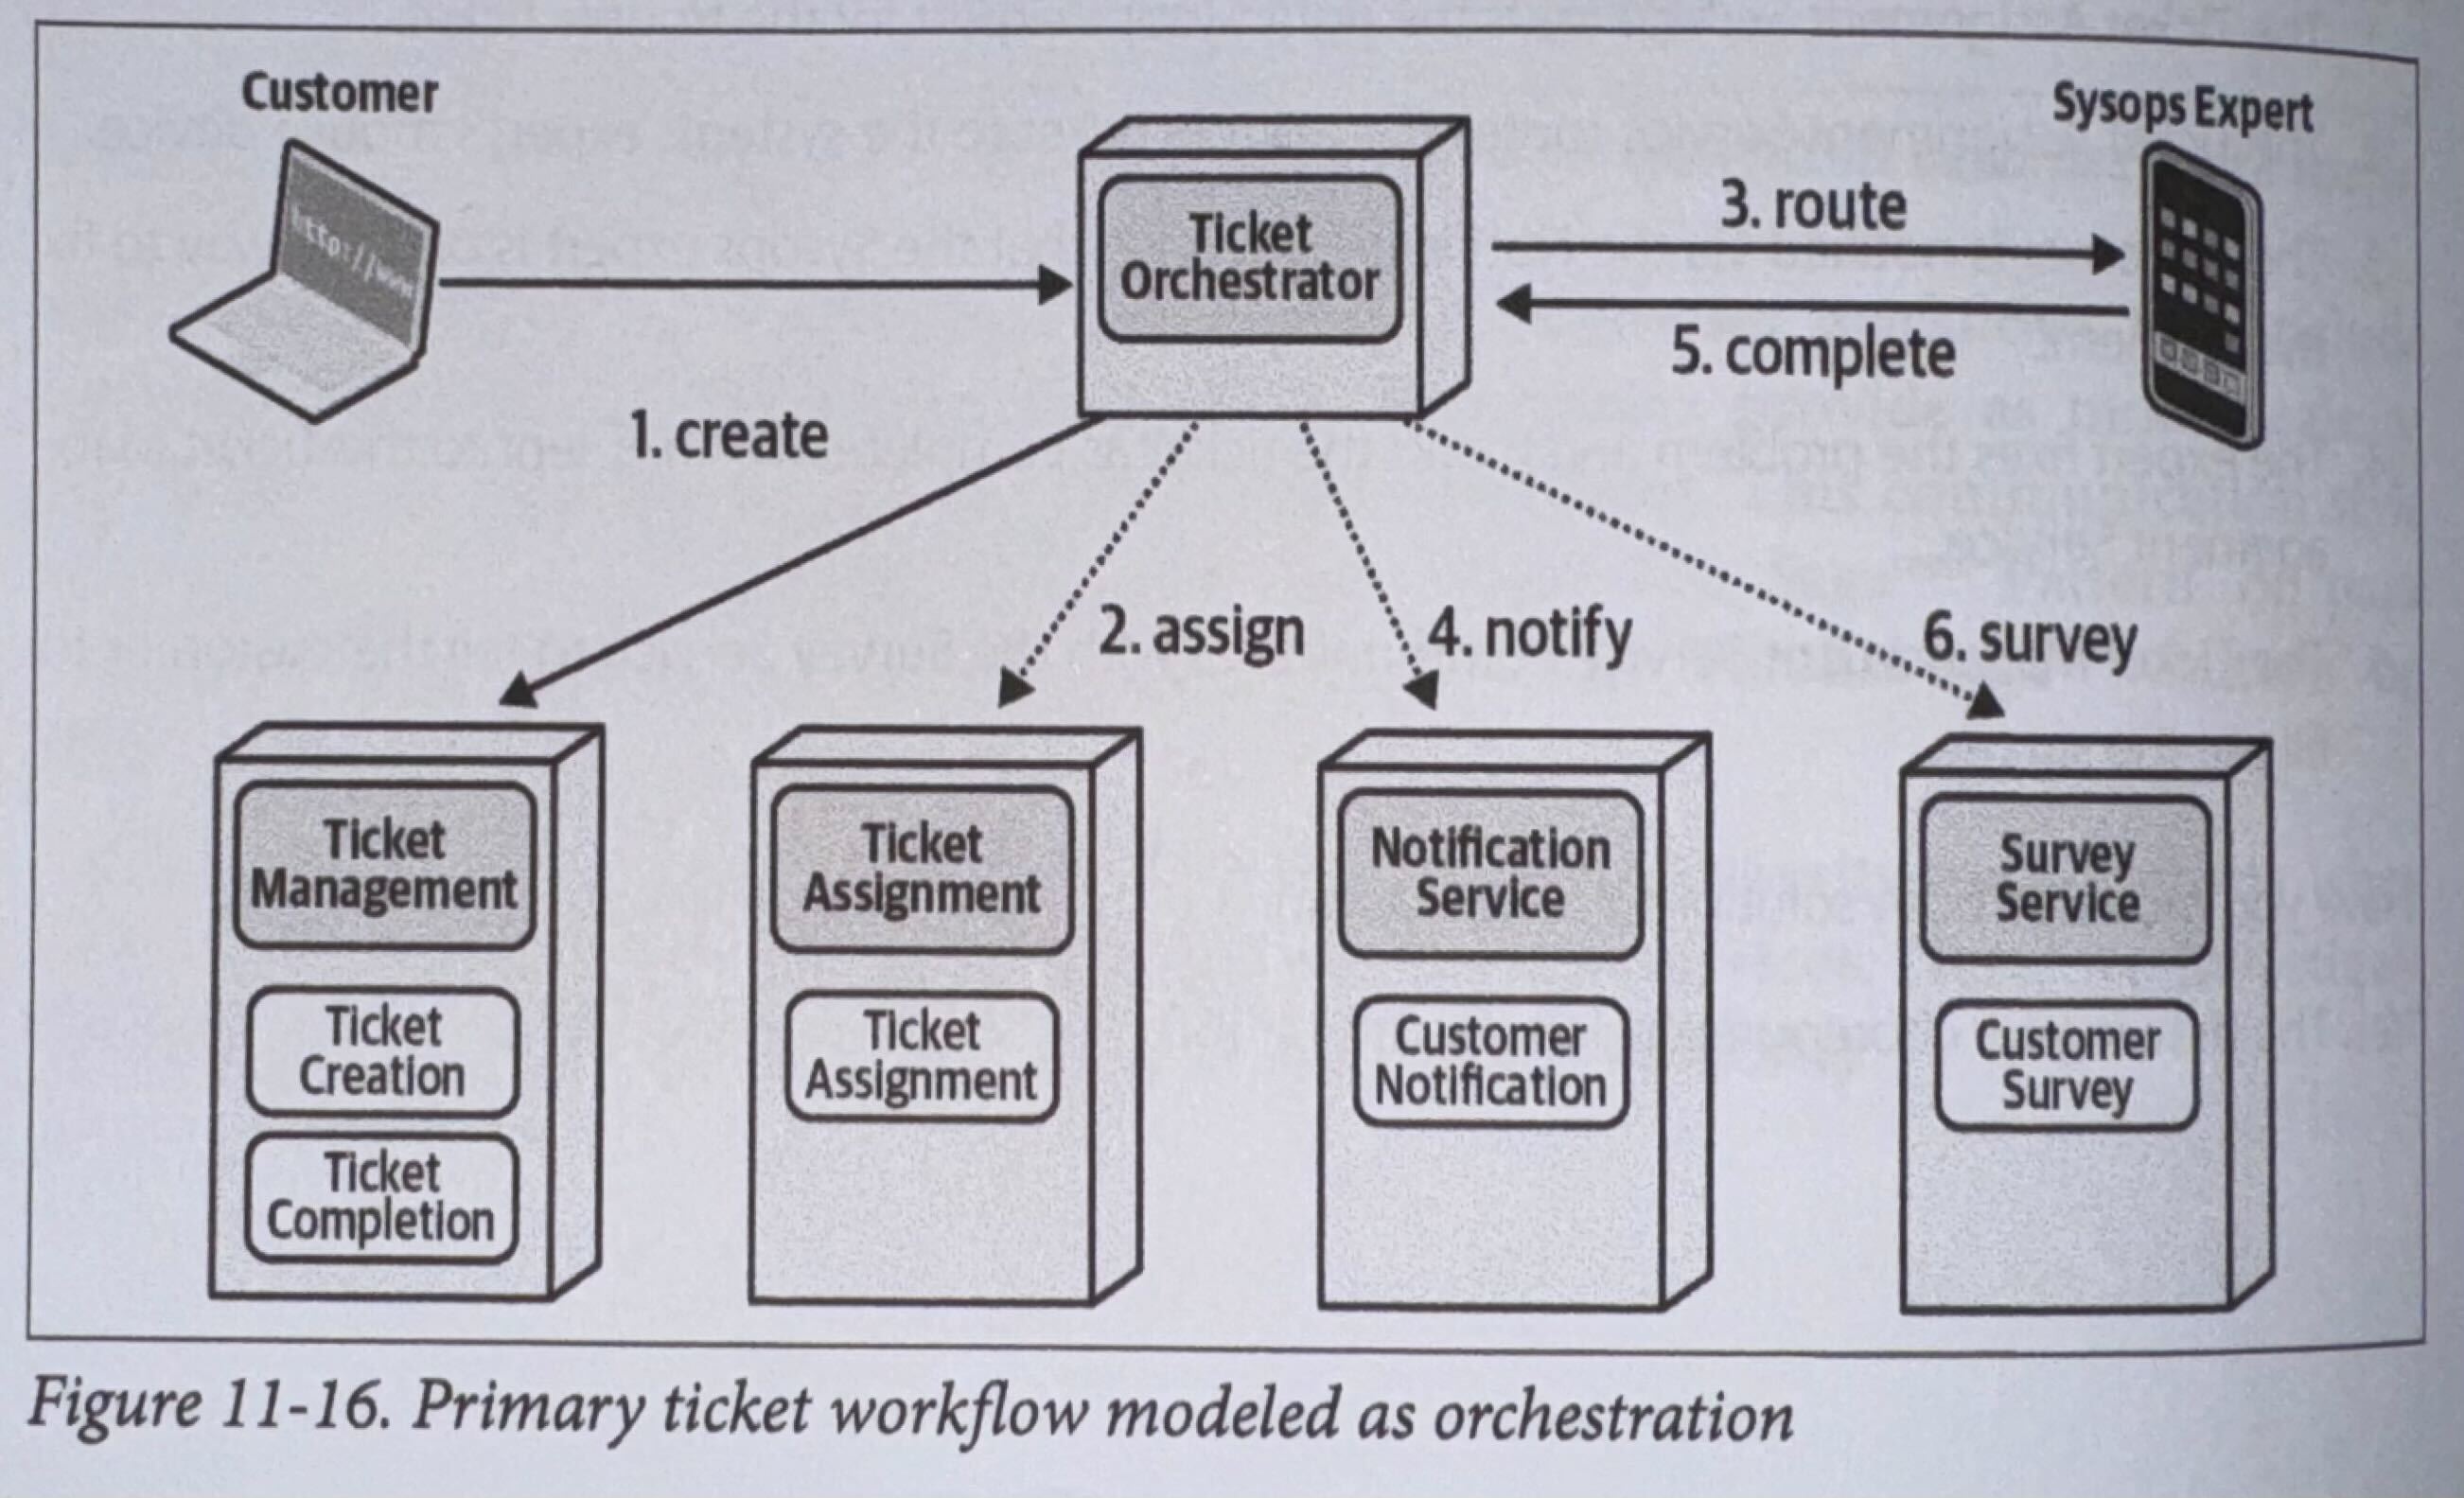 Customer
Sysops Expert
http://www
Ticket
Orchestrator
3. route
5. complete
1. create
2. assign
4. notify
6. survey
Ticket
Management
Ticket
Assignment
Notification
Service
Survey
Service
Ticket
Creation
Ticket
Assignment
Customer
Notification
Customer
Survey
Ticket
Completion
Figure 11-16. Primary ticket workflow modeled as orchestration